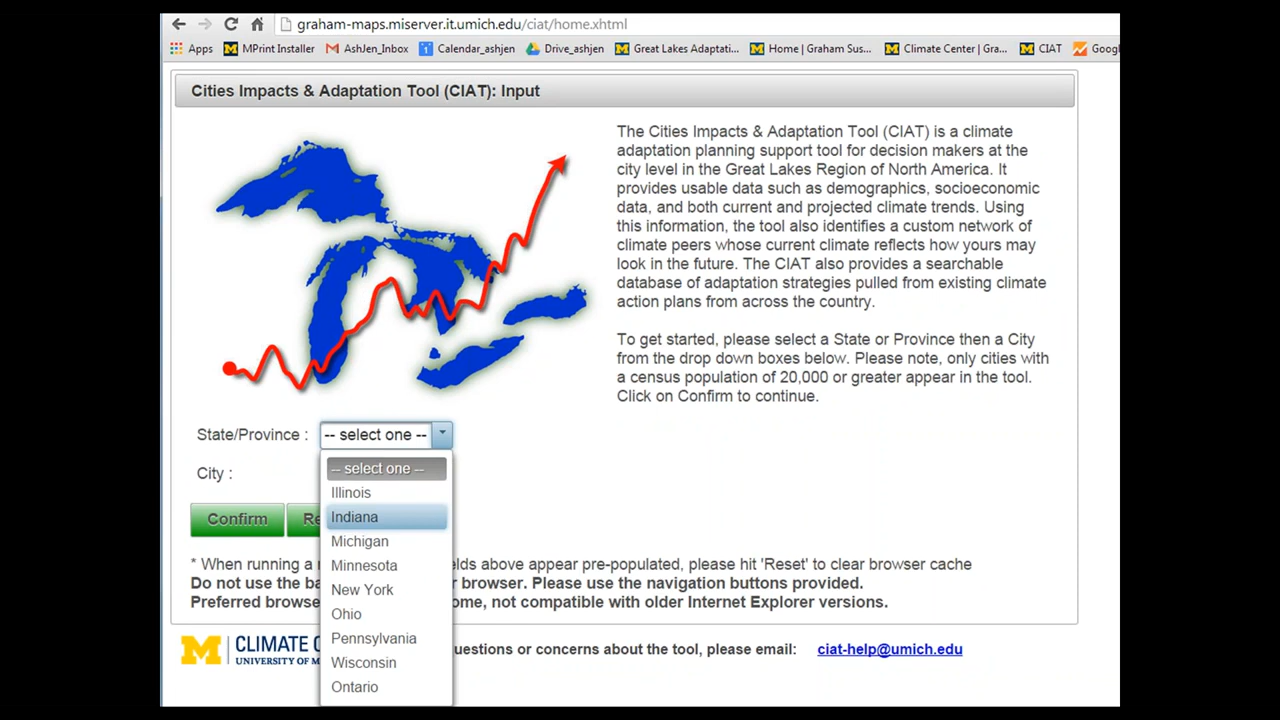 graham-maps.miserver.it.umich.edu/ciat/home.xhtml
Apps MPrint Installer AshJen_Inbox Calendar_ashjen Drive_ashjen Great Lakes Adaptati... Home | Graham Sus... Climate Center | Gra... CIAT Goog
Cities Impacts & Adaptation Tool (CIAT): Input
The Cities Impacts & Adaptation Tool (CIAT) is a climate
adaptation planning support tool for decision makers at the
city level in the Great Lakes Region of North America. It
provides usable data such as demographics, socioeconomic
data, and both current and projected climate trends. Using
this information, the tool also identifies a custom network of
climate peers whose current climate reflects how yours may
look in the future. The CIAT also provides a searchable
database of adaptation strategies pulled from existing climate
action plans from across the country.
To get started, please select a State or Province then a City
from the drop down boxes below. Please note, only cities with
a census population of 20,000 or greater appear in the tool.
Click on Confirm to continue.
State/Province : -- select one --
City :
-- select one --
Illinois
Indiana
Michigan
Minnesota
New York
Ohio
Pennsylvania
Wisconsin
Ontario
Confirm Re
* When running a elds above appear pre-populated, please hit 'Reset' to clear browser cache
Do not use the ba r browser. Please use the navigation buttons provided.
Preferred browse ome, not compatible with older Internet Explorer versions.
M CLIMATE C uestions or concerns about the tool, please email: ciat-help@umich.edu
UNIVERSITY OF M